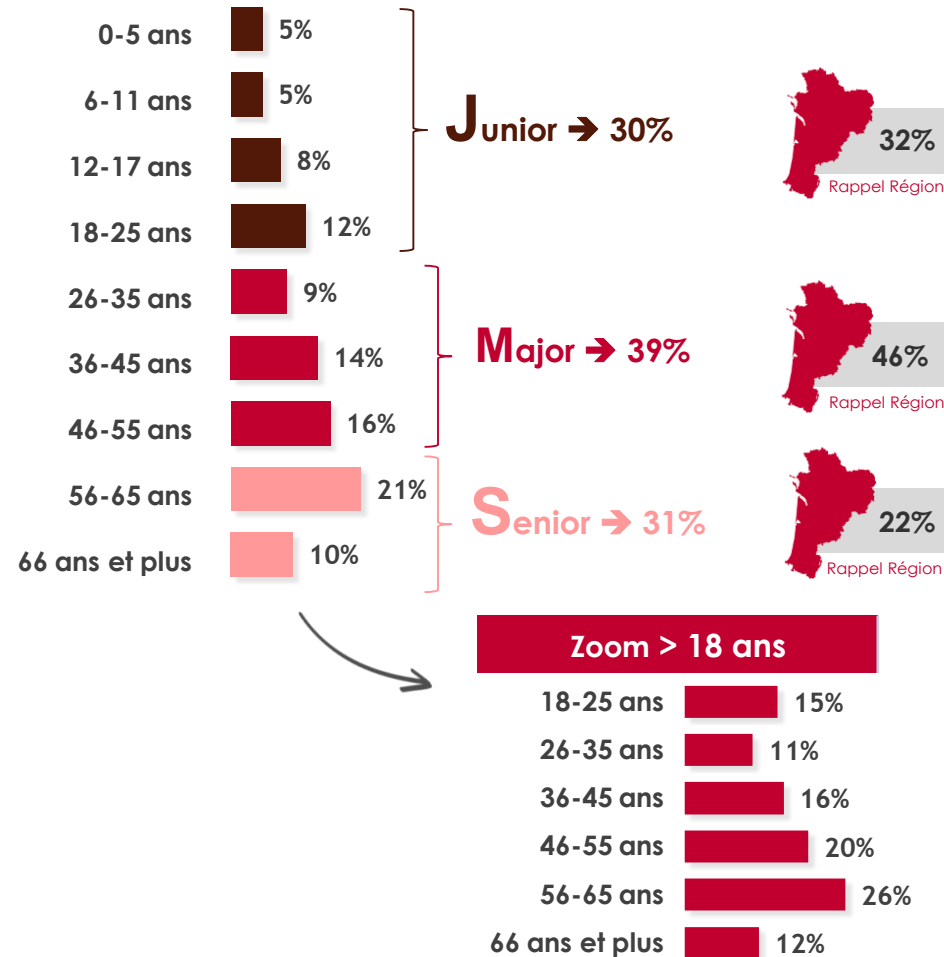 0-5 ans 5%
6-11 ans 5%
12-17 ans 8%
18-25 ans 12%
Junior → 30%
32%
Rappel Région
26-35 ans 9%
36-45 ans 14%
46-55 ans 16%
Major → 39%
46%
Rappel Région
56-65 ans 21%
66 ans et plus 10%
Senior → 31%
22%
Rappel Région
Zoom > 18 ans
18-25 ans 15%
26-35 ans 11%
36-45 ans 16%
46-55 ans 20%
56-65 ans 26%
66 ans et plus 12%